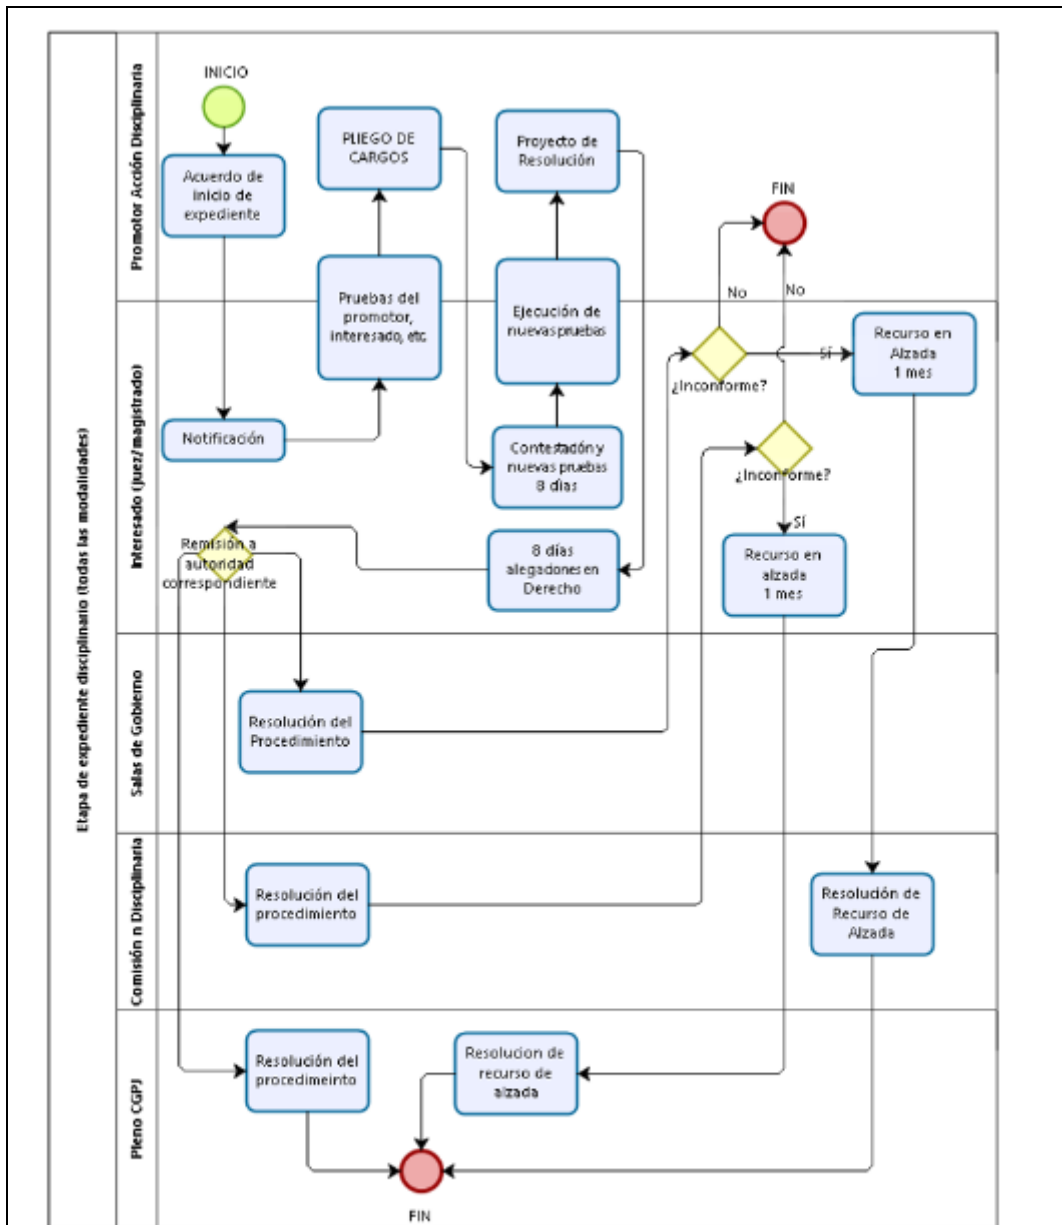 Etapa de expediente disciplinario (todas las modalidades)
Promotor Acción Disciplinaria
INICIO
Acuerdo de
inicio de
expediente
PLIEGO DE
CARGOS
Proyecto de
Resolución
FIN
Pruebas del
promotor,
interesado, etc
Ejecución de
nuevas pruebas
No
No
Interesado (juez/magistrado)
Notificación
Contestadón y
nuevas pruebas
8 días
¿Inconforme?
Sí
Recurso en
Alzada
1 mes
¿Inconforme?
Sí
Remisión a
autoridad
correspondiente
8 días
alegaciones en
Derecho
Recurso en
alzada
1 mes
Salas de Gobierno
Resolución del
Procedimiento
Comisión n Disciplinaria
Resolución del
procedimiento
Resolución de
Recurso de
Alzada
Pleno CGPJ
Resolución del
procedimeinto
Resolucion de
recurso de
alzada
FIN